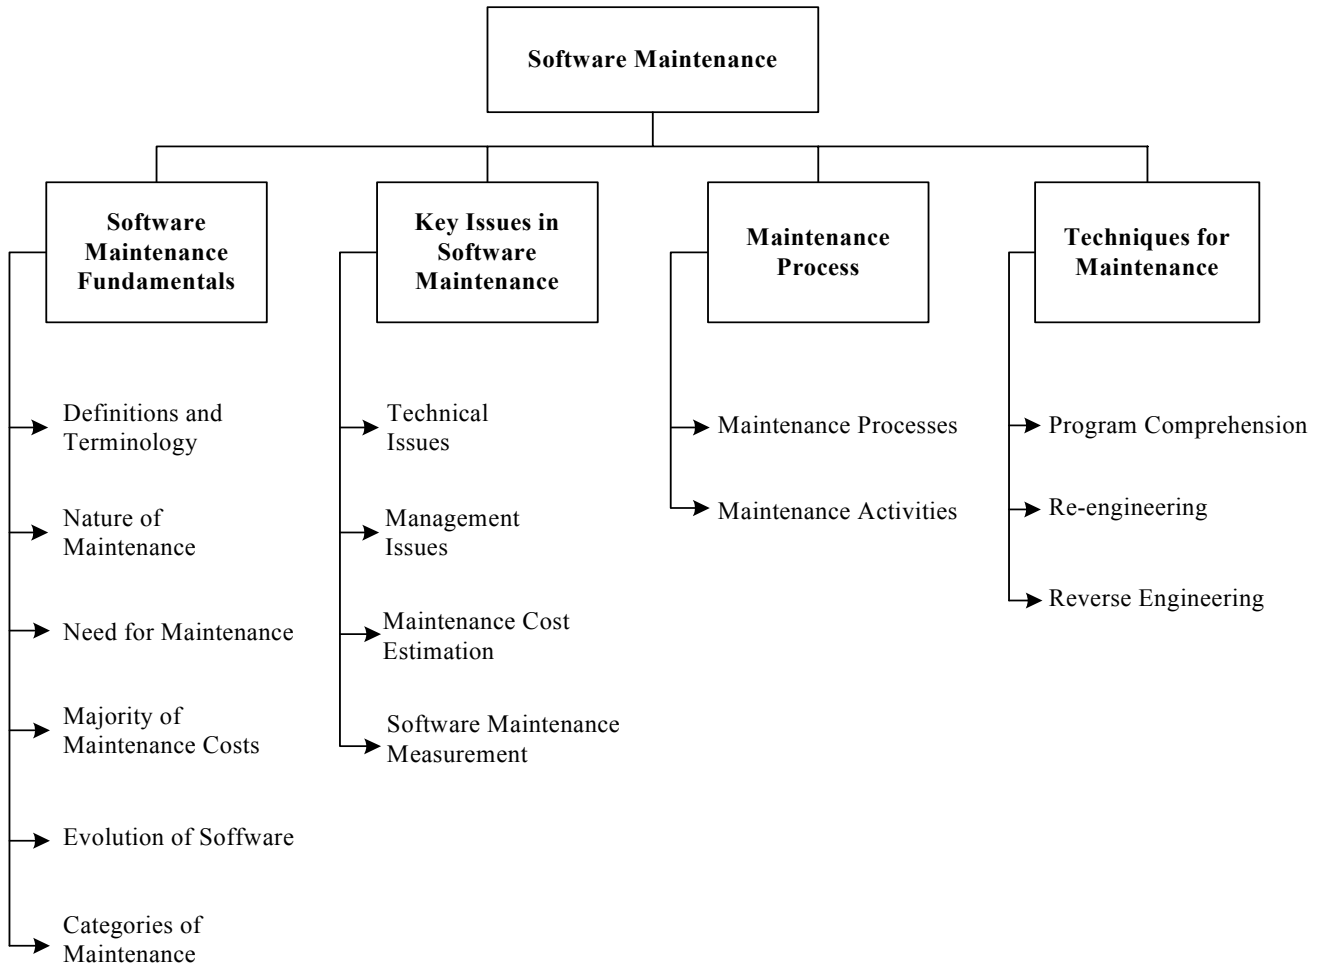 Software Maintenance
Software
Maintenance
Fundamentals
Definitions and
Terminology
Nature of
Maintenance
Need for Maintenance
Majority of
Maintenance Costs
Evolution of Soffware
Categories of
Maintenance
Key Issues in
Software
Maintenance
Technical
Issues
Management
Issues
Maintenance Cost
Estimation
Software Maintenance
Measurement
Maintenance
Process
Maintenance Processes
Maintenance Activities
Techniques for
Maintenance
Program Comprehension
Re-engineering
Reverse Engineering